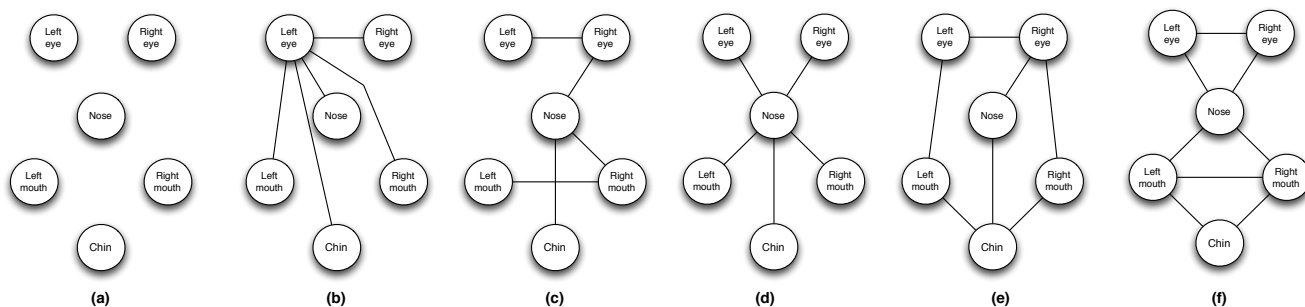 Left
eye
Right
eye
Nose
Left
mouth
Right
mouth
Chin
(a)
Left
eye
Right
eye
Nose
Left
mouth
Right
mouth
Chin
(b)
Left
eye
Right
eye
Nose
Left
mouth
Right
mouth
Chin
(c)
Left
eye
Right
eye
Nose
Left
mouth
Right
mouth
Chin
(d)
Left
eye
Right
eye
Nose
Left
mouth
Right
mouth
Chin
(e)
Left
eye
Right
eye
Nose
Left
mouth
Right
mouth
Chin
(f)